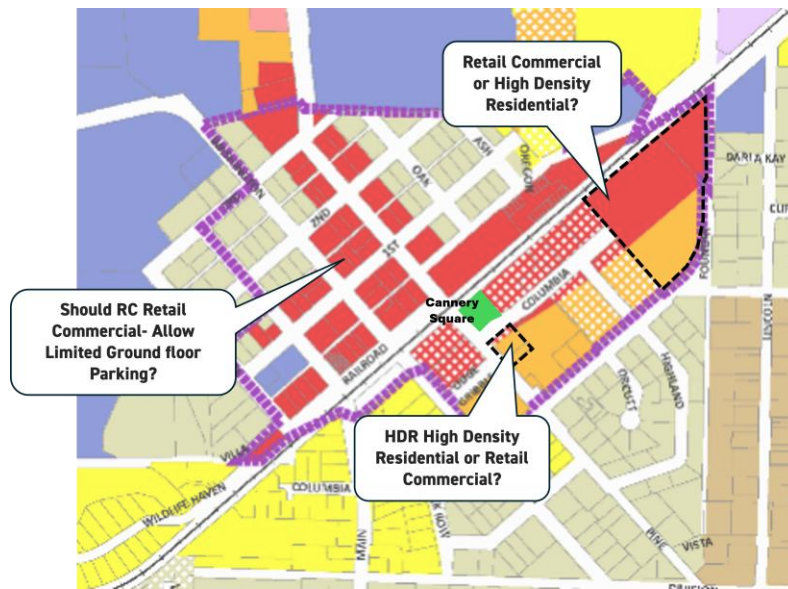 Retail Commercial
or High Density
Residential?
ASH
OREGON
OAK
DARLA KAY
2ND
1ST
COLUMBIA
Cannery
Square
Should RC Retail
Commercial- Allow
Limited Ground floor
Parking?
RAILROAD
LINCOLN
HIGHLAND
ORCUTT
HDR High Density
Residential or Retail
Commercial?
VILLA
COLUMBIA
WILDLIFE HAVEN
MAIN
PINE
VISTA